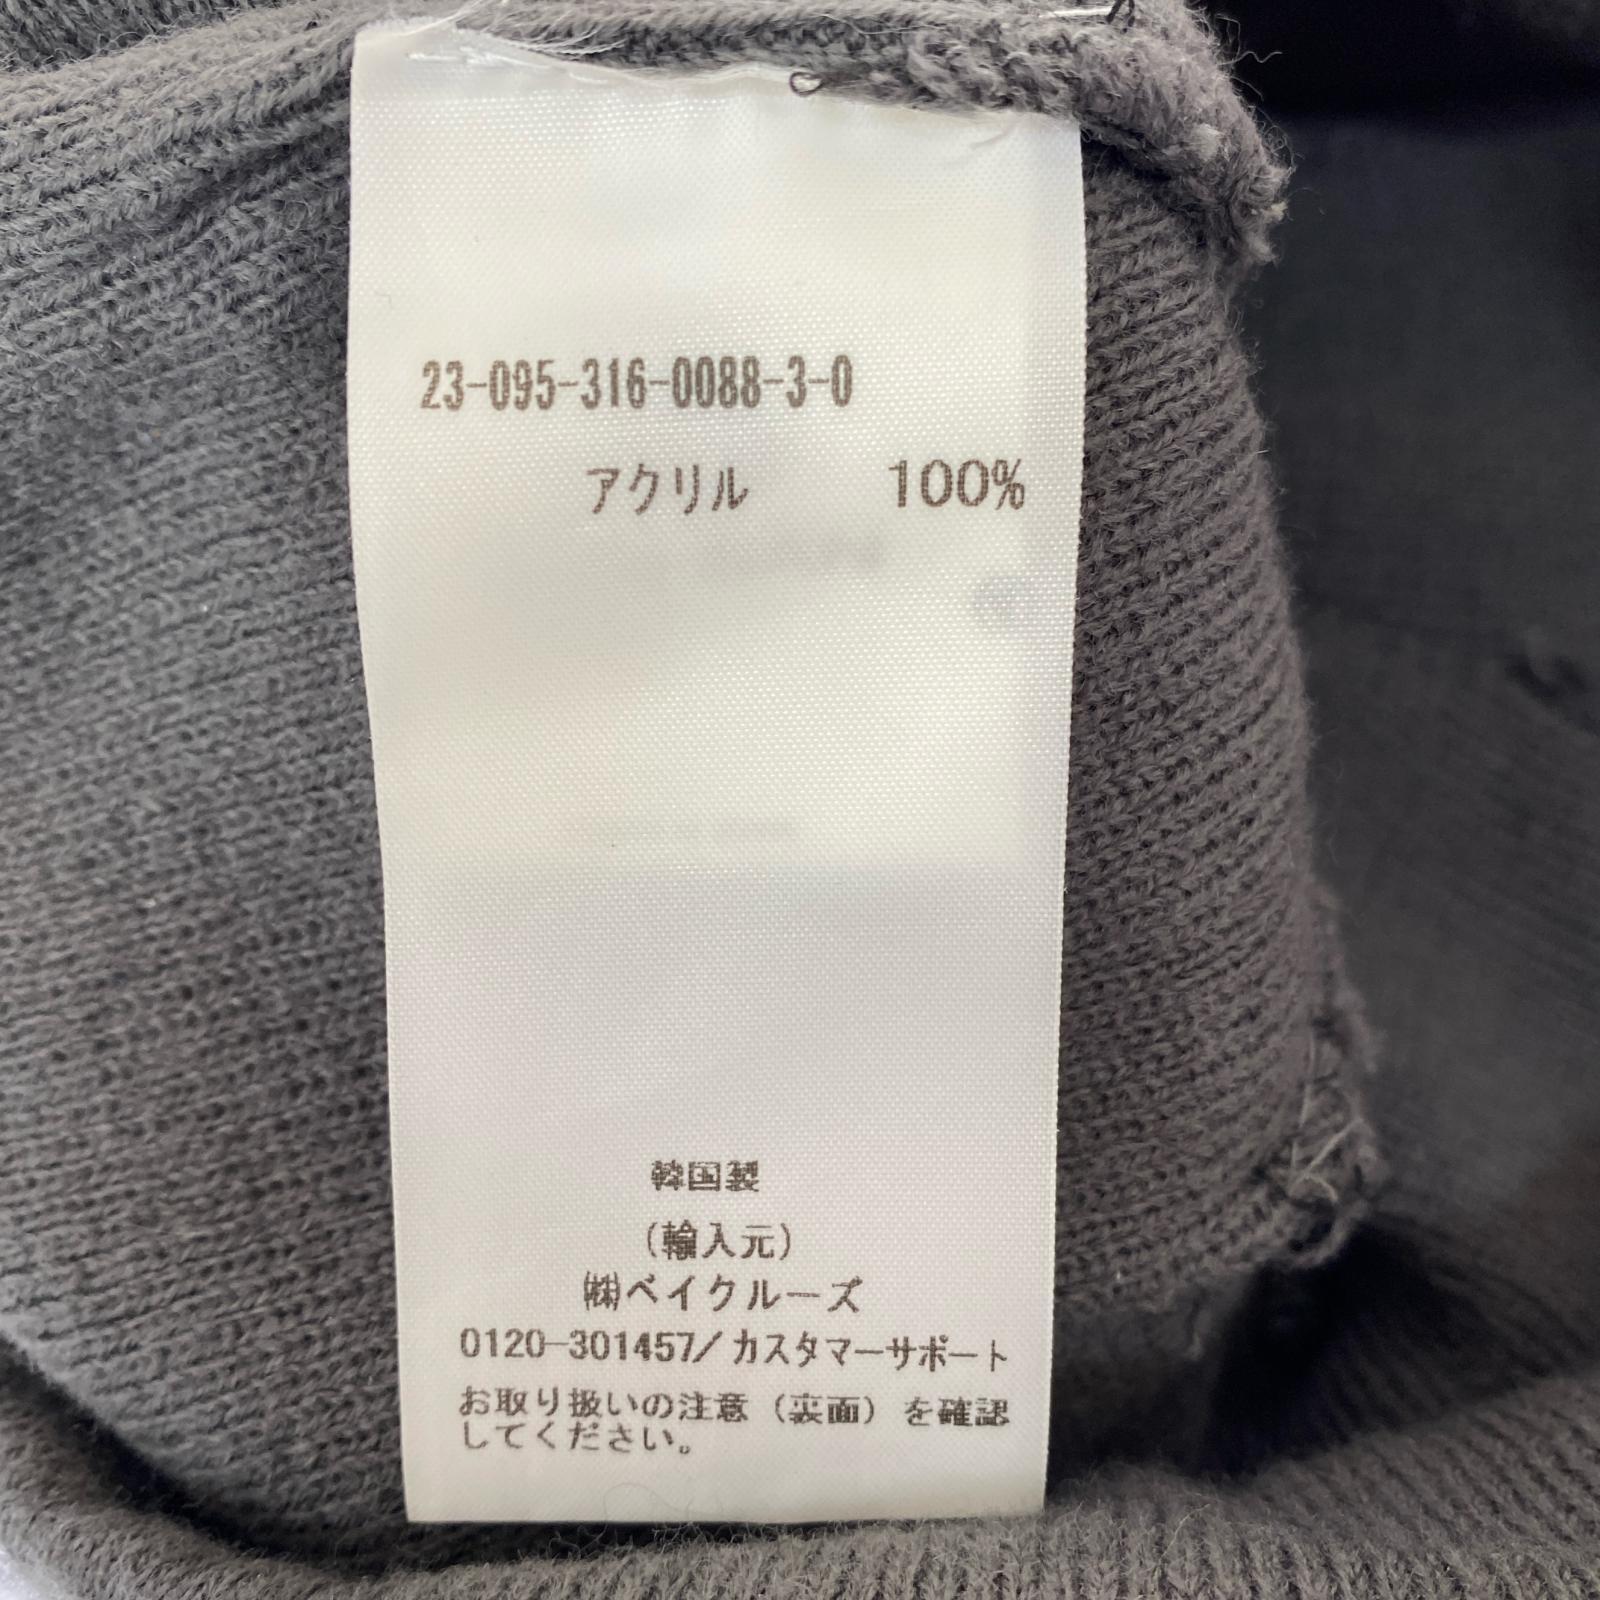 23-095-316-0088-3-0
アクリル 100%
韓国製
(輸入元)
㈱ベイクルーズ
0120-301457/カスタマーサポート
お取り扱いの注意（裏面）を確認
してください。